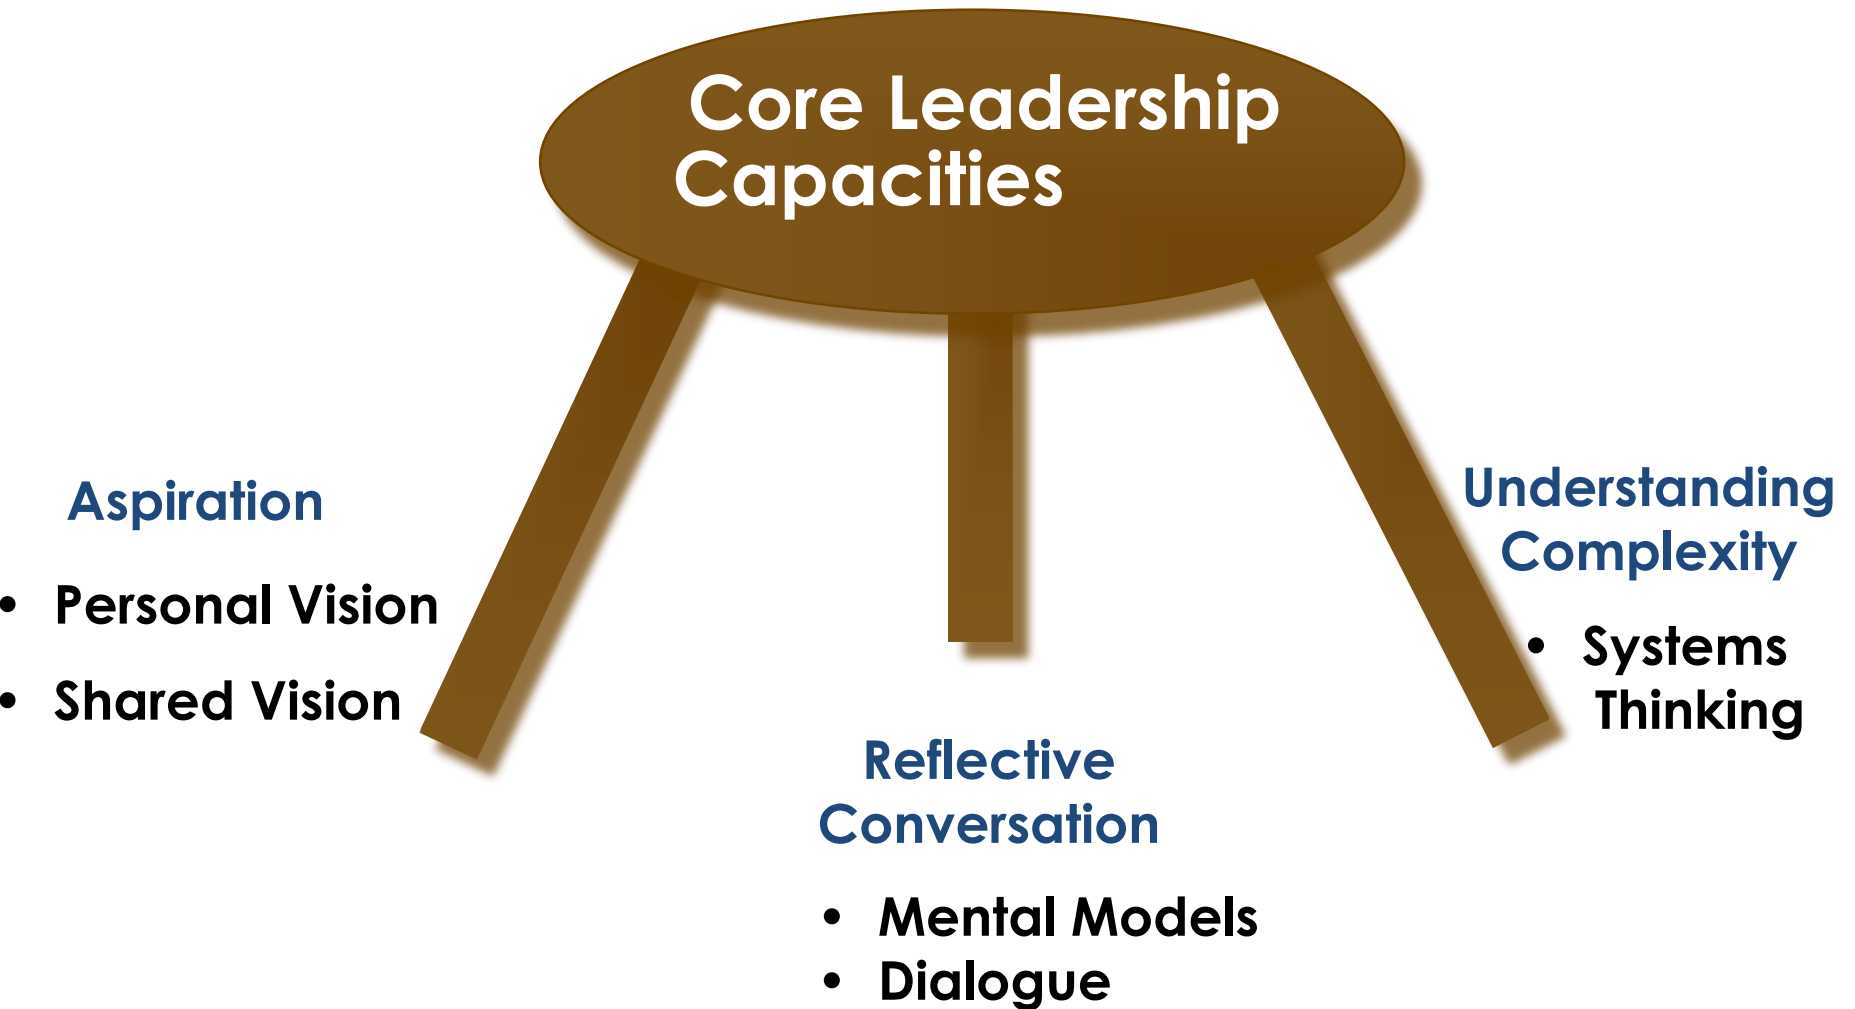 Core Leadership
Capacities
Aspiration
• Personal Vision
• Shared Vision
Reflective
Conversation
• Mental Models
• Dialogue
Understanding
Complexity
• Systems
Thinking